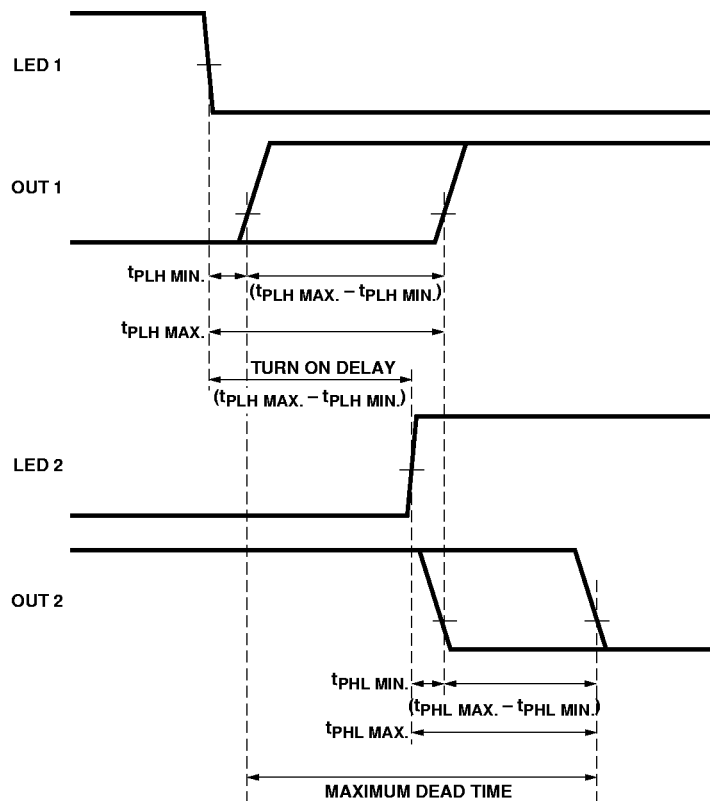 LED 1
OUT 1
tPLH MIN.
(tPLH MAX. – tPLH MIN.)
tPLH MAX.
TURN ON DELAY
(tPLH MAX. – tPLH MIN.)
LED 2
OUT 2
tPHL MIN.
(tPHL MAX. – tPHL MIN.)
tPHL MAX.
MAXIMUM DEAD TIME